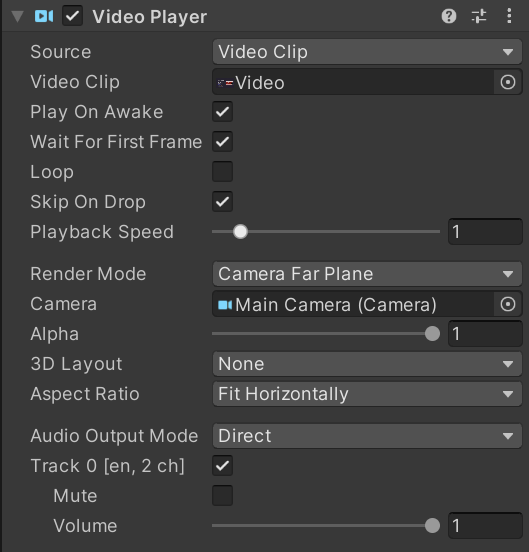 Video Player
Source Video Clip
Video Clip Video
Play On Awake
Wait For First Frame
Loop
Skip On Drop
Playback Speed 1
Render Mode Camera Far Plane
Camera Main Camera (Camera)
Alpha 1
3D Layout None
Aspect Ratio Fit Horizontally
Audio Output Mode Direct
Track 0 [en, 2 ch]
Mute
Volume 1